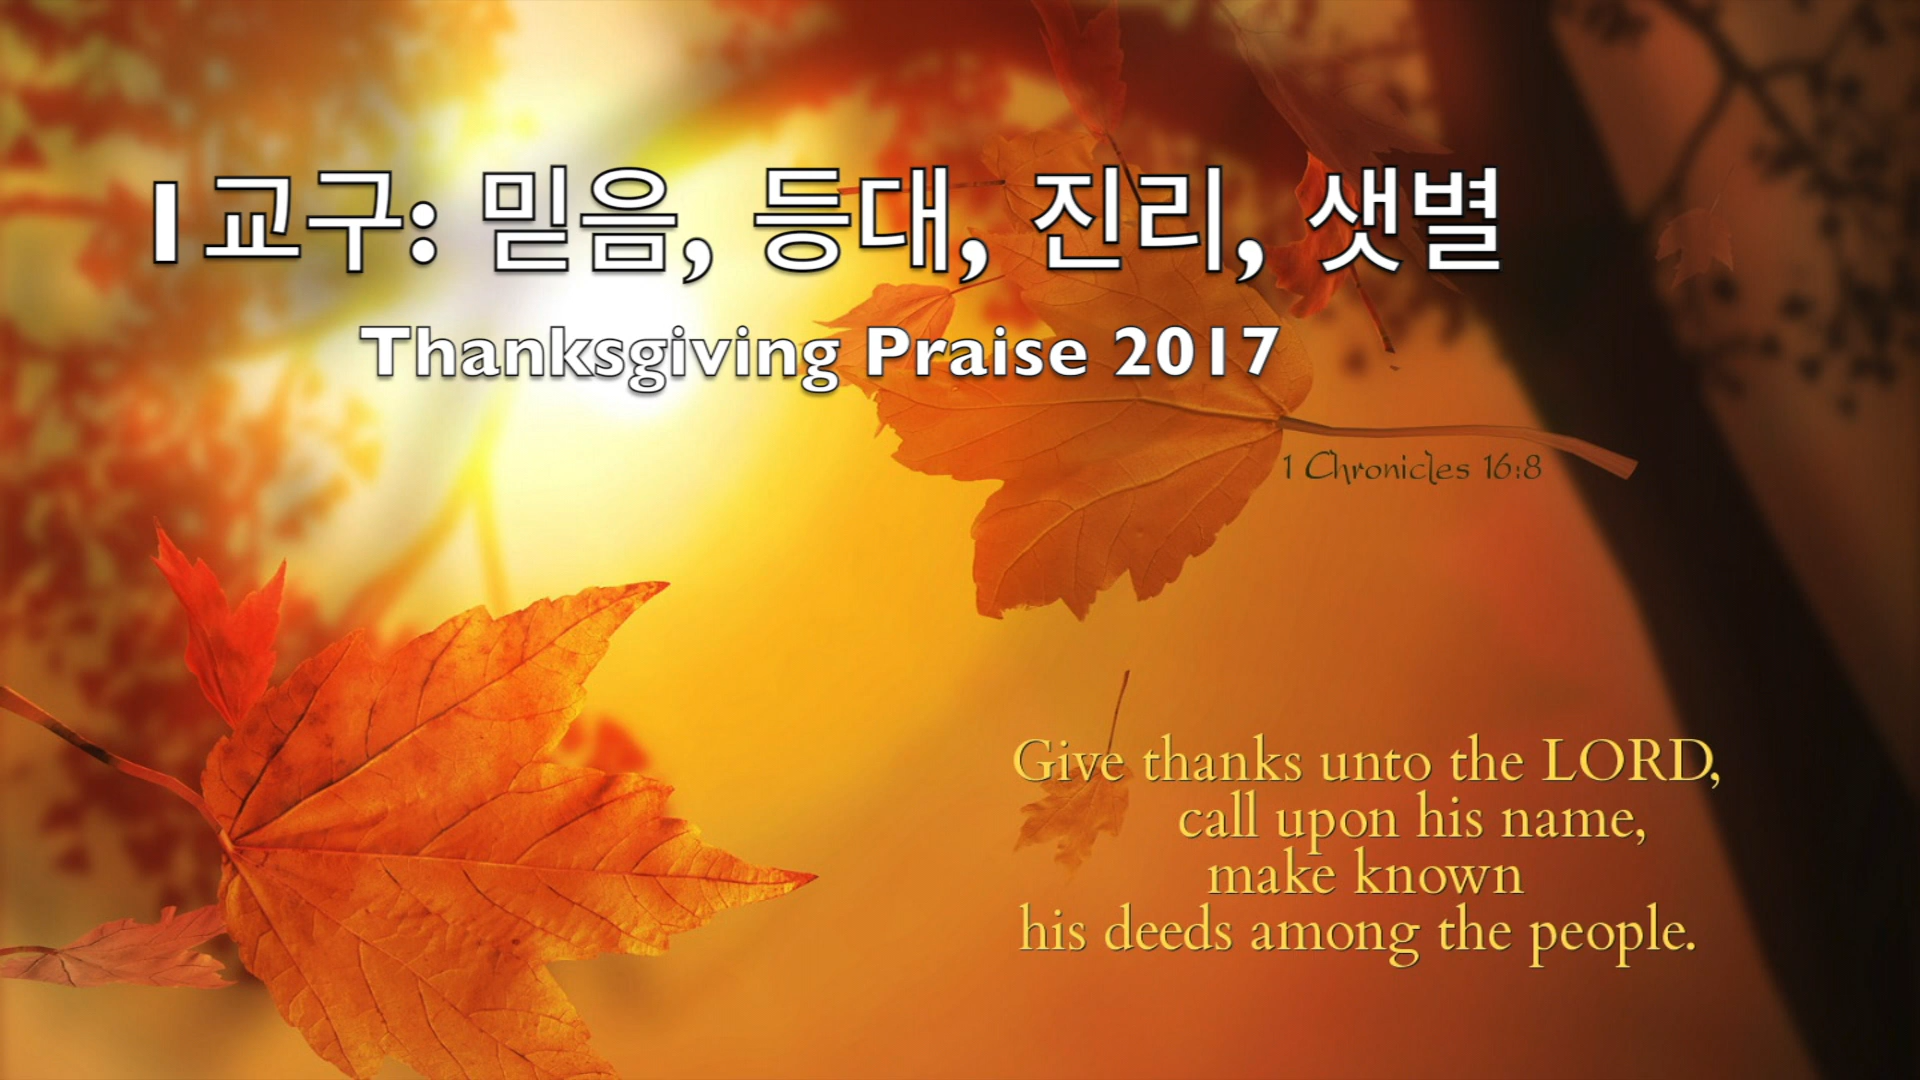 1교구: 믿음, 등대, 진리, 샛별
Thanksgiving Praise 2017
1 Chronicles 16:8
Give thanks unto the LORD,
call upon his name,
make known
his deeds among the people.